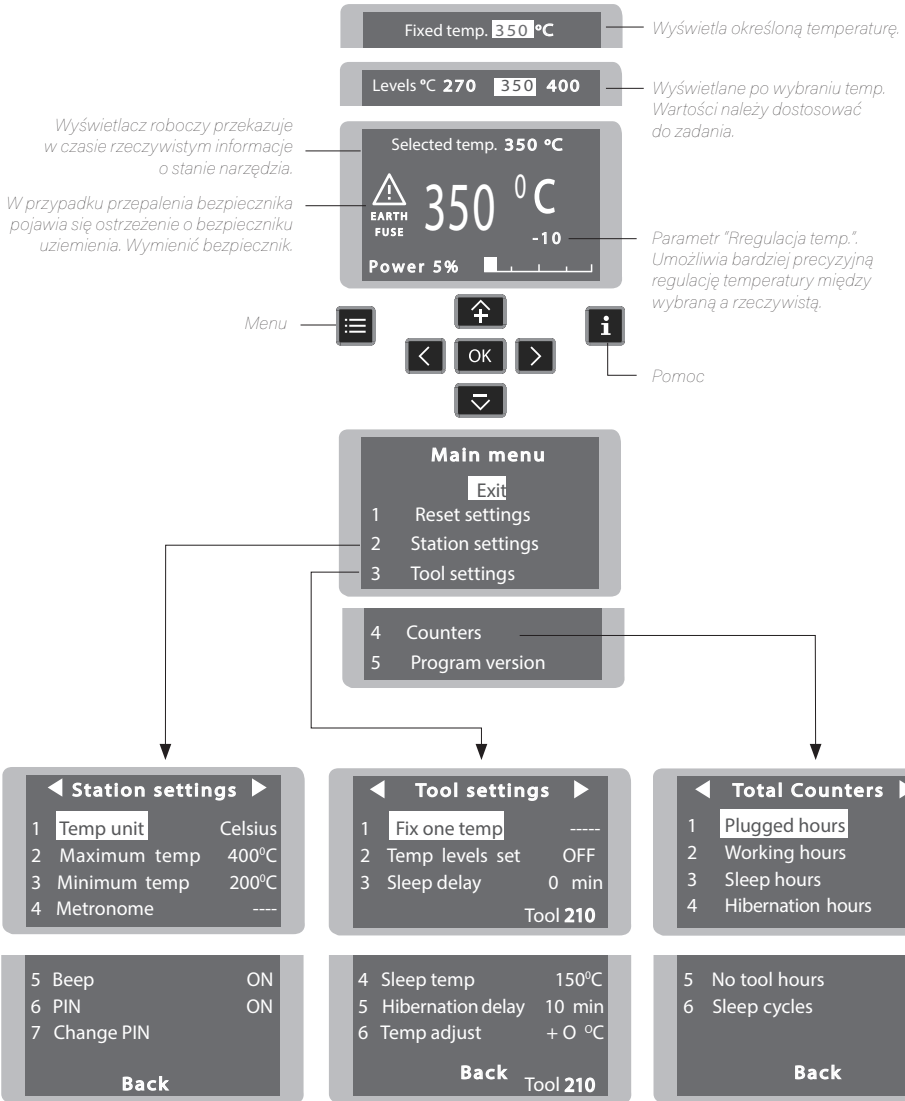 Fixed temp. 350 ºC
Wyświetla określoną temperaturę.
Levels ºC 270 350 400
Wyświetlane po wybraniu temp.
Wartości należy dostosować
do zadania.
Wyświetlacz roboczy przekazuje
w czasie rzeczywistym informacje
o stanie narzędzia.
W przypadku przepalenia bezpiecznika
pojawia się ostrzeżenie o bezpieczniku
uziemienia. Wymienić bezpiecznik.
Selected temp. 350 ºC
350 ⁰C
EARTH
FUSE
-10
Power 5%
Parametr "Rregulacja temp.".
Umożliwia bardziej precyzyjną
regulację temperatury między
wybraną a rzeczywistą.
Menu
OK
i
Pomoc
Main menu
Exit
1 Reset settings
2 Station settings
3 Tool settings
4 Counters
5 Program version
Station settings
1 Temp unit Celsius
2 Maximum temp 400⁰C
3 Minimum temp 200⁰C
4 Metronome ----
5 Beep ON
6 PIN ON
7 Change PIN
Back
Tool settings
1 Fix one temp -----
2 Temp levels set OFF
3 Sleep delay 0 min
Tool 210
4 Sleep temp 150⁰C
5 Hibernation delay 10 min
6 Temp adjust + O ⁰C
Back
Tool 210
Total Counters
1 Plugged hours
2 Working hours
3 Sleep hours
4 Hibernation hours
5 No tool hours
6 Sleep cycles
Back